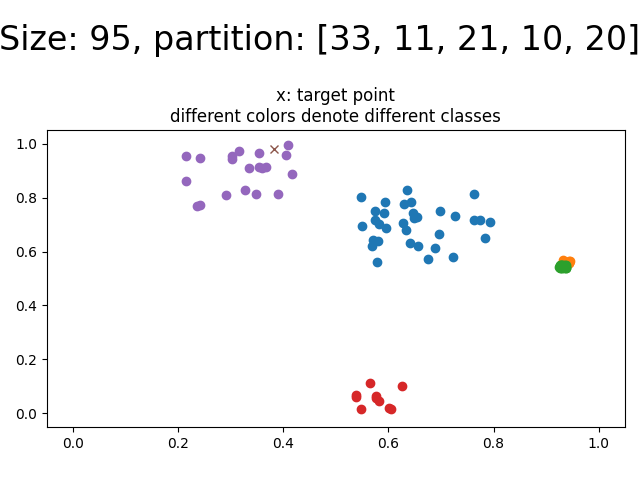 Size: 95, partition: [33, 11, 21, 10, 20]
x: target point
different colors denote different classes
1.0
0.8
0.6
0.4
0.2
0.0
0.0 0.2 0.4 0.6 0.8 1.0